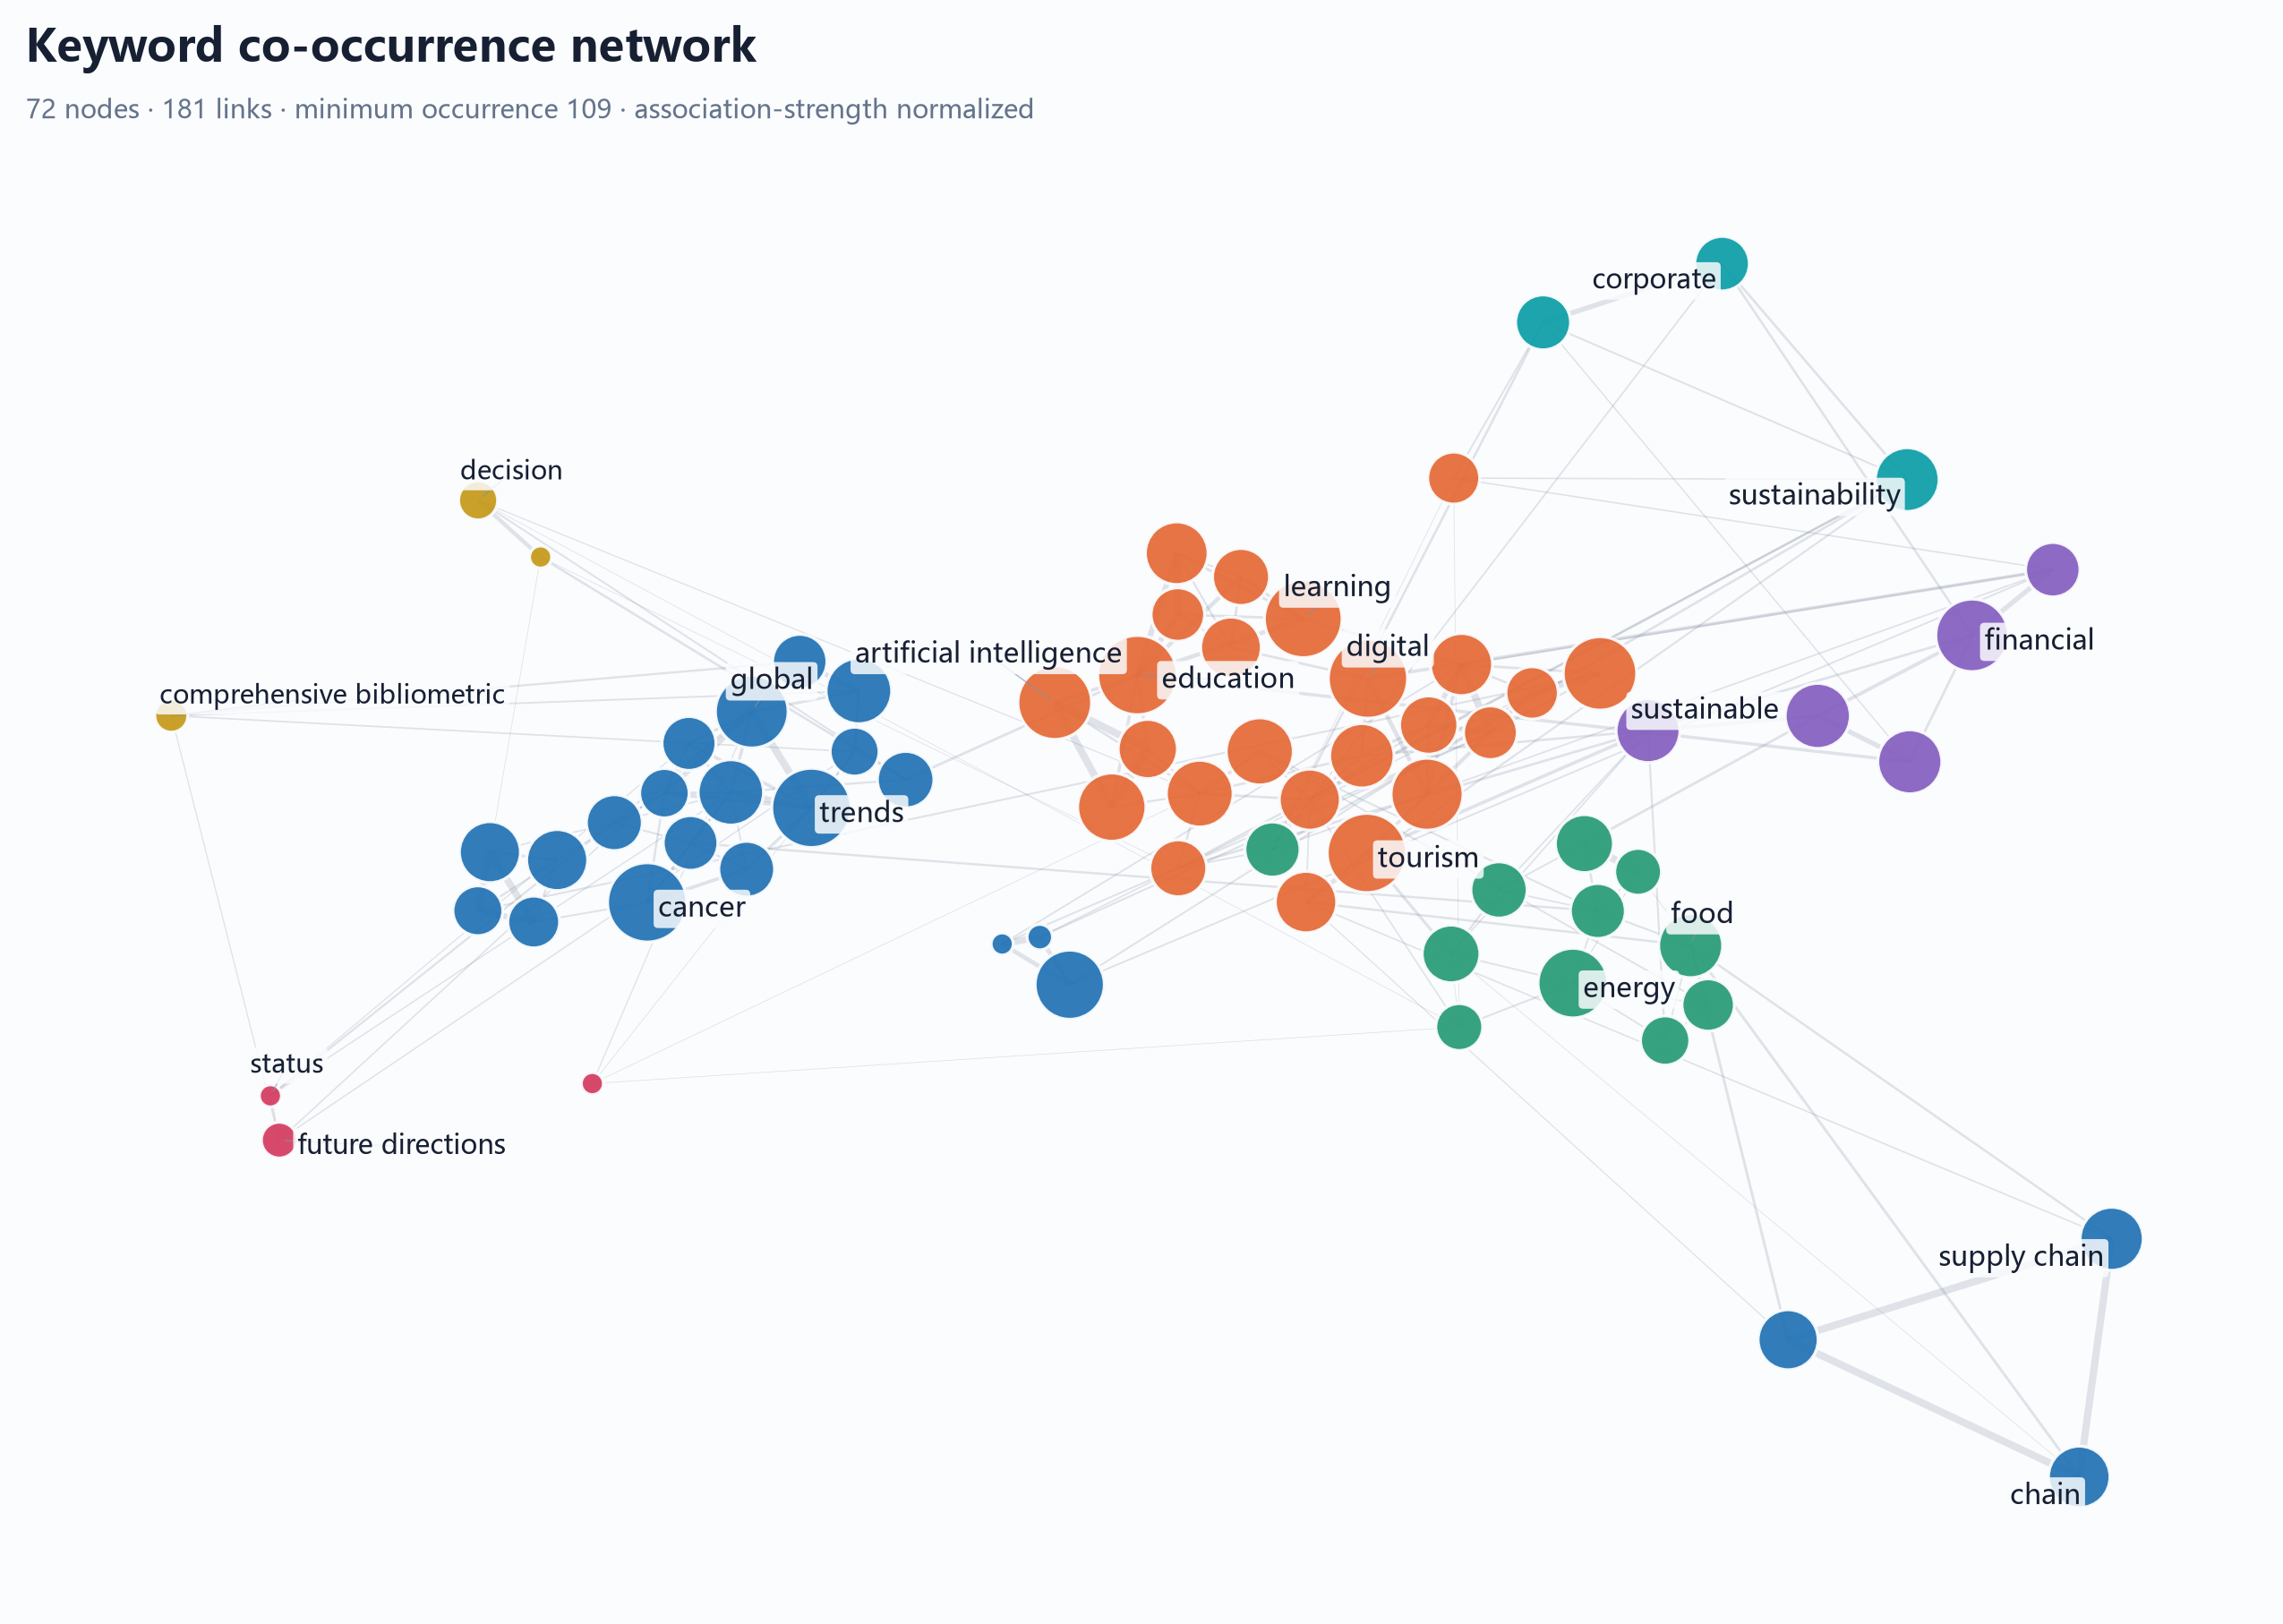 Keyword co-occurrence network
72 nodes · 181 links · minimum occurrence 109 · association-strength normalized
corporate
decision
sustainability
learning
financial
digital
artificial intelligence
education
global
comprehensive bibliometric
sustainable
trends
tourism
cancer
food
energy
status
future directions
supply chain
chain